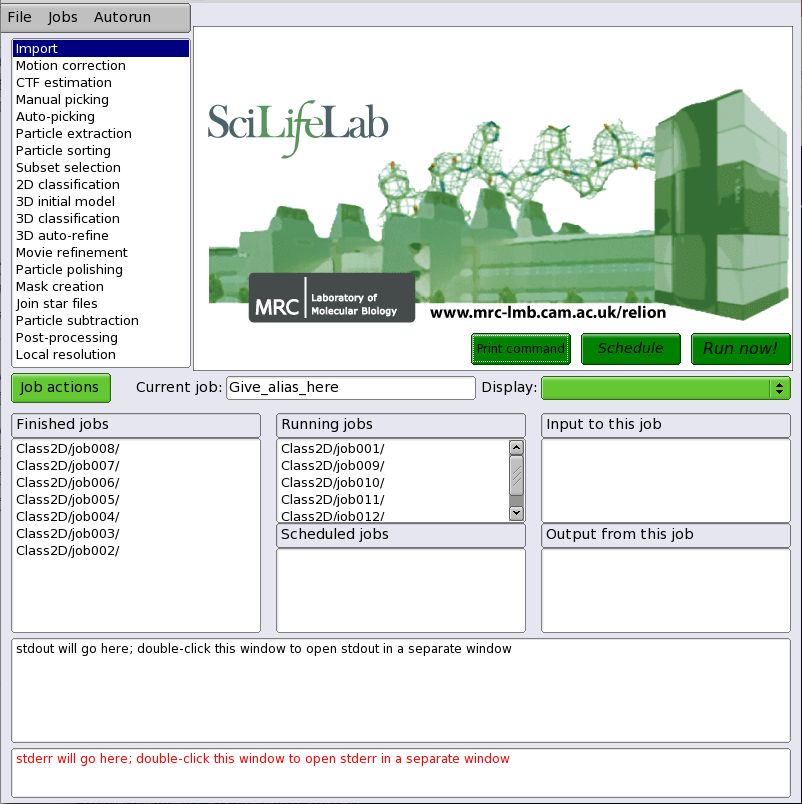 File Jobs Autorun
Import
Motion correction
CTF estimation
Manual picking
Auto-picking
Particle extraction
Particle sorting
Subset selection
2D classification
3D initial model
3D classification
3D auto-refine
Movie refinement
Particle polishing
Mask creation
Join star files
Particle subtraction
Post-processing
Local resolution
SciLifeLab
MRC Laboratory of
Molecular Biology
www.mrc-lmb.cam.ac.uk/relion
Print command Schedule Run now!
Job actions Current job: Give_alias_here Display:
Finished jobs
Class2D/job008/
Class2D/job007/
Class2D/job006/
Class2D/job005/
Class2D/job004/
Class2D/job003/
Class2D/job002/
Running jobs
Class2D/job001/
Class2D/job009/
Class2D/job010/
Class2D/job011/
Class2D/job012/
Scheduled jobs
Input to this job
Output from this job
stdout will go here; double-click this window to open stdout in a separate window
stderr will go here; double-click this window to open stderr in a separate window